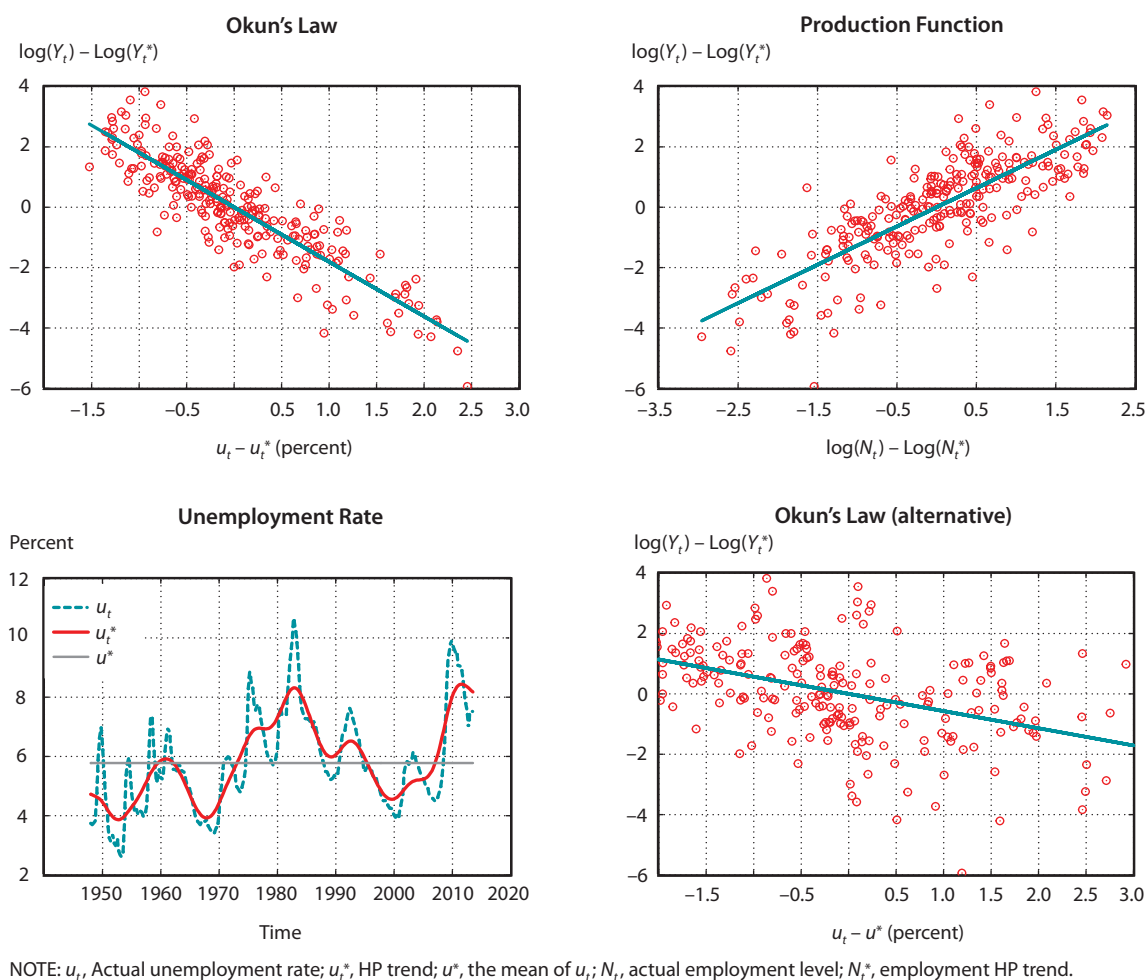 Okun’s Law
log(Yₜ) – Log(Yₜ*)
4
2
0
–2
–4
–6
–1.5 –0.5 0.5 1.0 1.5 2.0 3.0
uₜ – uₜ* (percent)
Production Function
log(Yₜ) – Log(Yₜ*)
4
2
0
–2
–4
–6
–3.5 –2.5 –1.5 –0.5 0.5 1.5 2.5
log(Nₜ) – Log(Nₜ*)
Unemployment Rate
Percent
12
10
8
6
4
2
uₜ
uₜ*
u*
1950 1960 1970 1980 1990 2000 2010 2020
Time
Okun’s Law (alternative)
log(Yₜ) – Log(Yₜ*)
4
2
0
–2
–4
–6
–1.5 –0.5 0.5 1.0 1.5 2.0 3.0
uₜ – u* (percent)
NOTE: uₜ, Actual unemployment rate; uₜ*, HP trend; u*, the mean of uₜ; Nₜ, actual employment level; Nₜ*, employment HP trend.